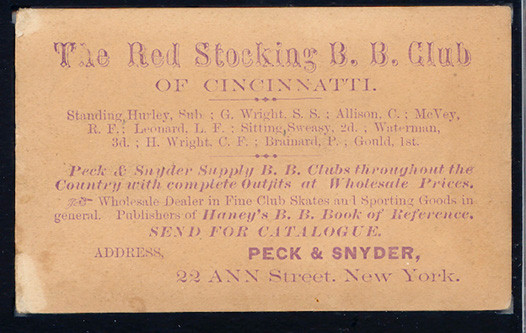 The Red Stocking B. B. Club
OF CINCINNATTI.
Standing, Hurley, Sub. ; G. Wright, S. S. ; Allison, C. ; McVey,
R. F. ; Leonard, L. F. ; Sitting, Sweasy, 2d. ; Waterman,
3d. ; H. Wright, C. F. ; Brainard, P. ; Gould, 1st.
Peck & Snyder Supply B. B. Clubs throughout the
Country with complete Outfits at Wholesale Prices.
Wholesale Dealer in Fine Club Skates and Sporting Goods in
general. Publishers of Haney's B. B. Book of Reference.
SEND FOR CATALOGUE.
ADDRESS, PECK & SNYDER,
22 ANN Street. New York.